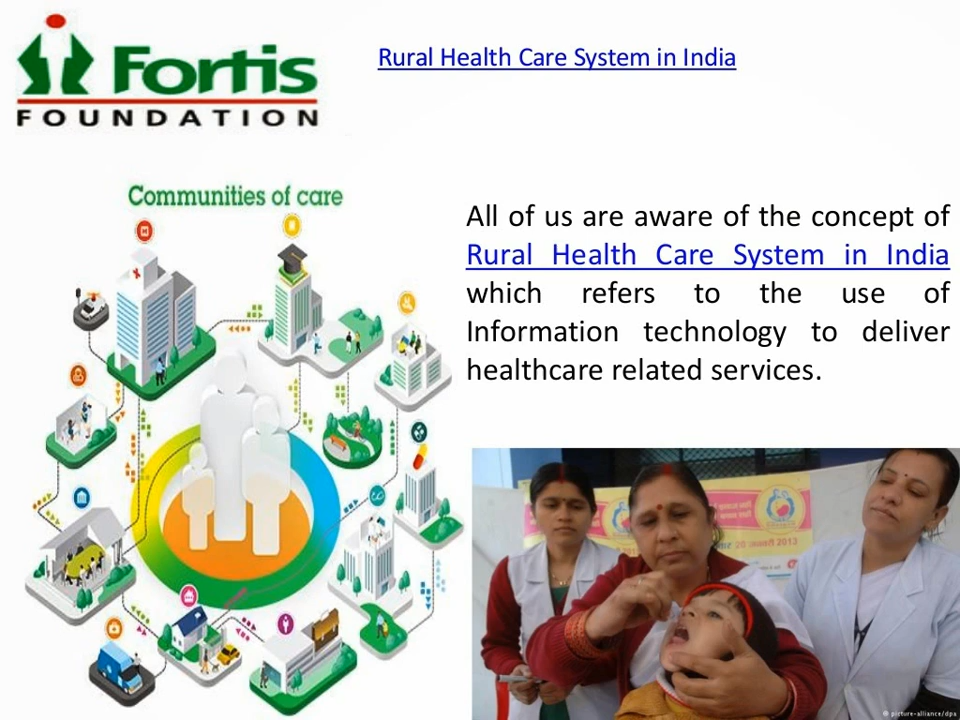 Fortis
FOUNDATION
Rural Health Care System in India
Communities of care
All of us are aware of the concept of
Rural Health Care System in India
which refers to the use of
Information technology to deliver
healthcare related services.
20 जनवरी 2013
© picture-alliance/dpa